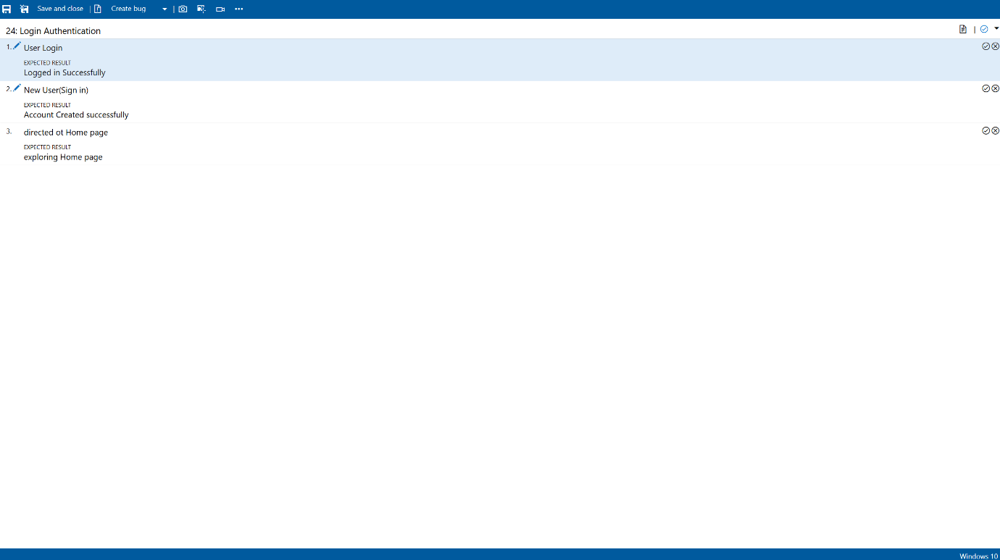 Save and close | Create bug |
24: Login Authentication
1. User Login
EXPECTED RESULT
Logged in Successfully
2. New User(Sign in)
EXPECTED RESULT
Account Created successfully
3. directed ot Home page
EXPECTED RESULT
exploring Home page
Windows 10